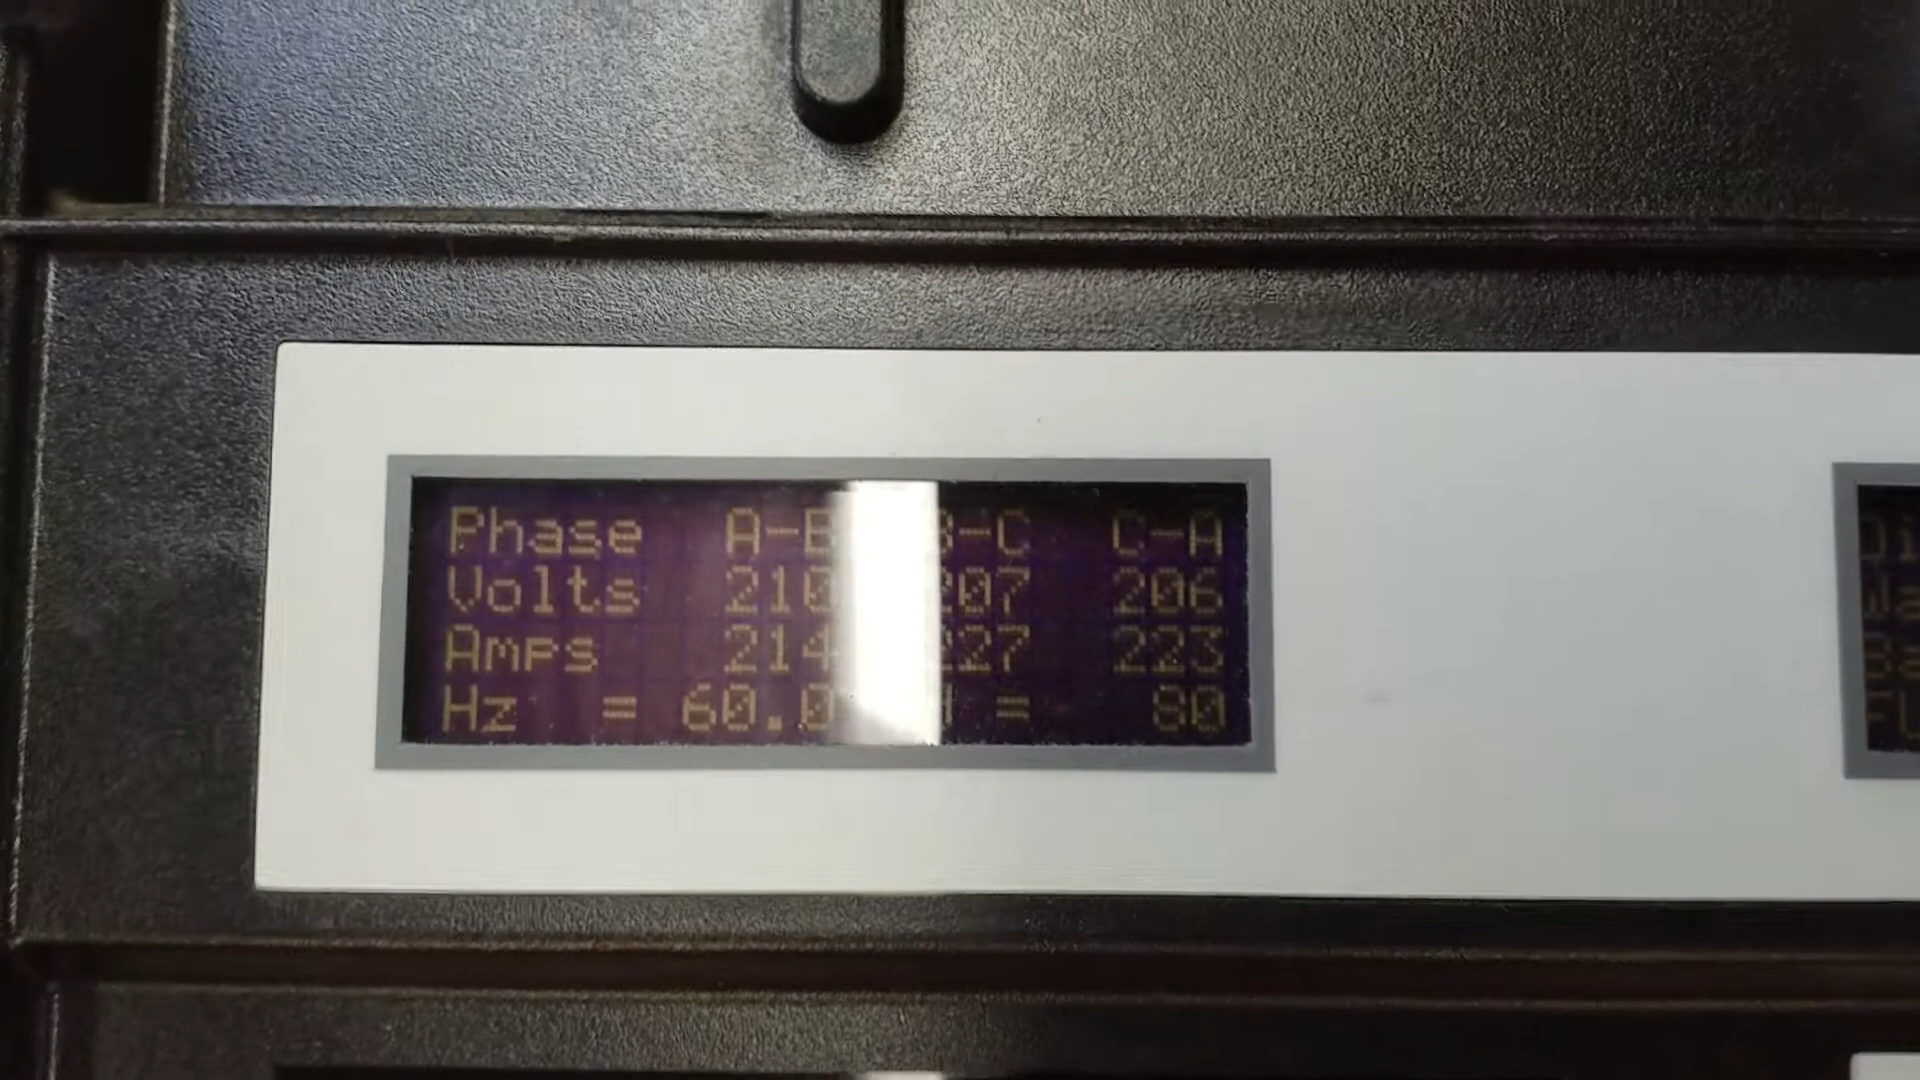 Phase A-B B-C C-A
Volts 210 207 206
Amps 214 227 223
Hz = 60.0 = 80